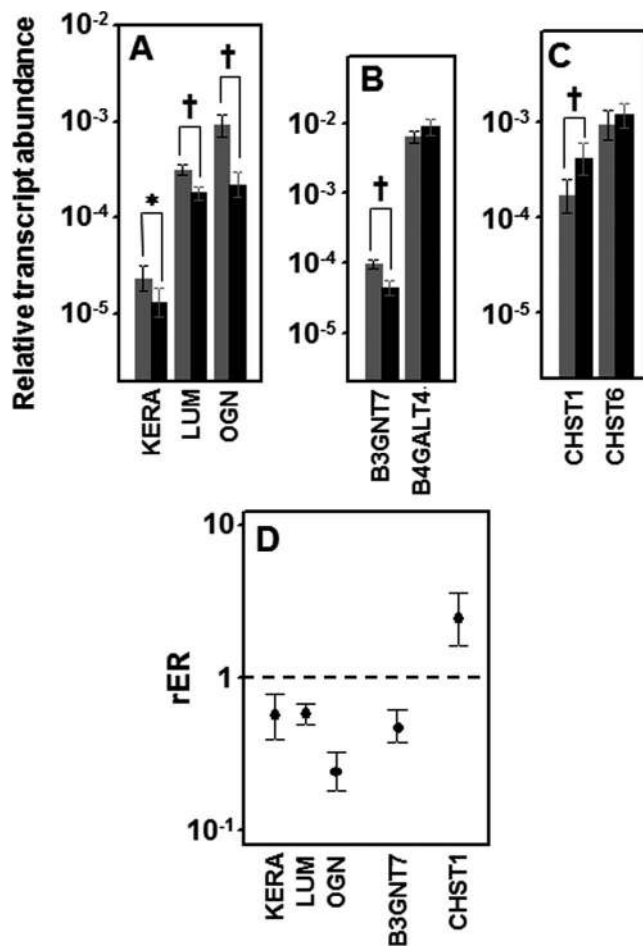 Relative transcript abundance
A
10⁻²
10⁻³
10⁻⁴
10⁻⁵
*
†
†
KERA
LUM
OGN
B
10⁻²
10⁻³
10⁻⁴
10⁻⁵
†
B3GNT7
B4GALT4
C
10⁻³
10⁻⁴
10⁻⁵
†
CHST1
CHST6
D
rER
10
1
10⁻¹
KERA
LUM
OGN
B3GNT7
CHST1